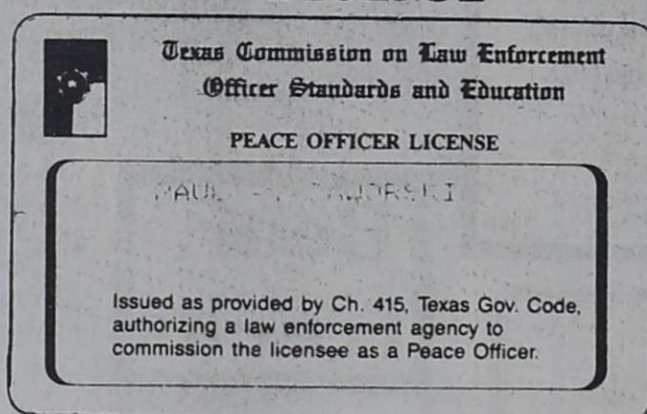 Texas Commission on Law Enforcement
Officer Standards and Education
PEACE OFFICER LICENSE
Issued as provided by Ch. 415, Texas Gov. Code,
authorizing a law enforcement agency to
commission the licensee as a Peace Officer.